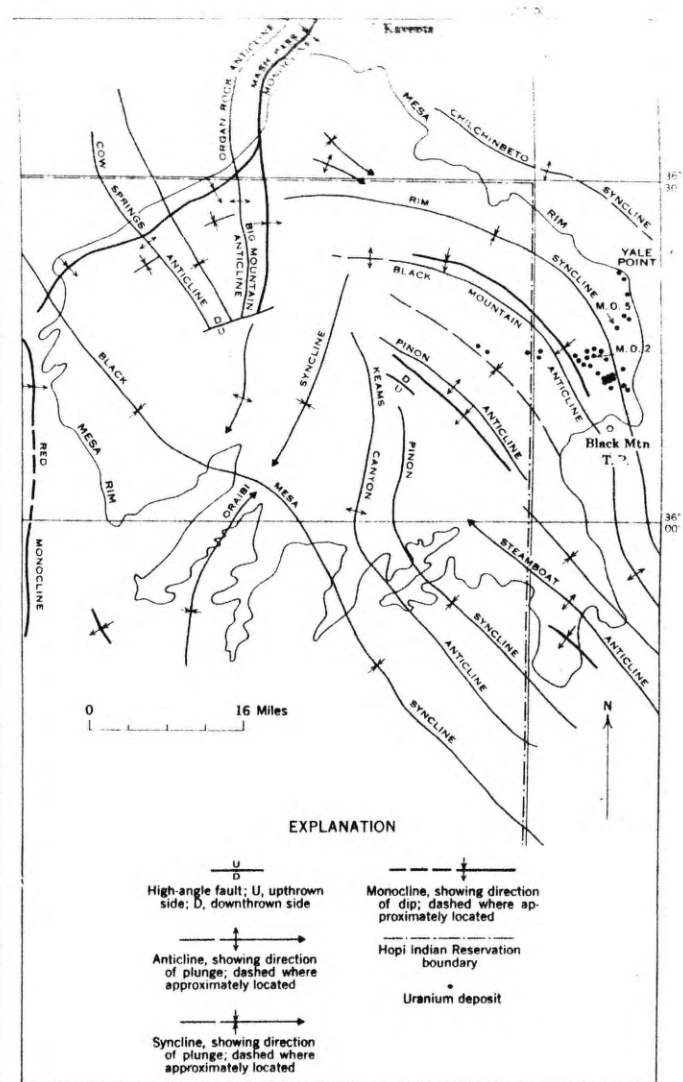 Kaventa
ORGAN ROCK ANTICLINE
MONOCLINE
MESA
CHILCHINBETO
SYNCLINE
36°
30'
COW
SPRINGS
ANTICLINE
BIG MOUNTAIN
ANTICLINE
RIM
RIM
SYNCLINE
YALE
POINT
M.O.5
M.O.2
BLACK
MOUNTAIN
ANTICLINE
D
U
SYNCLINE
PINON
ANTICLINE
D
U
KEAMS
CANYON
ANTICLINE
PINON
SYNCLINE
Black Mtn
T.P.
BLACK
MESA
SYNCLINE
MESA
RIM
RED
MONOCLINE
ORAIBI
36°
00'
STEAMBOAT
ANTICLINE
0
16 Miles
N
EXPLANATION
U
D
High-angle fault; U, upthrown
side; D, downthrown side
Anticline, showing direction
of plunge; dashed where
approximately located
Syncline, showing direction
of plunge; dashed where
approximately located
Monocline, showing direction
of dip; dashed where ap-
proximately located
Hopi Indian Reservation
boundary
Uranium deposit